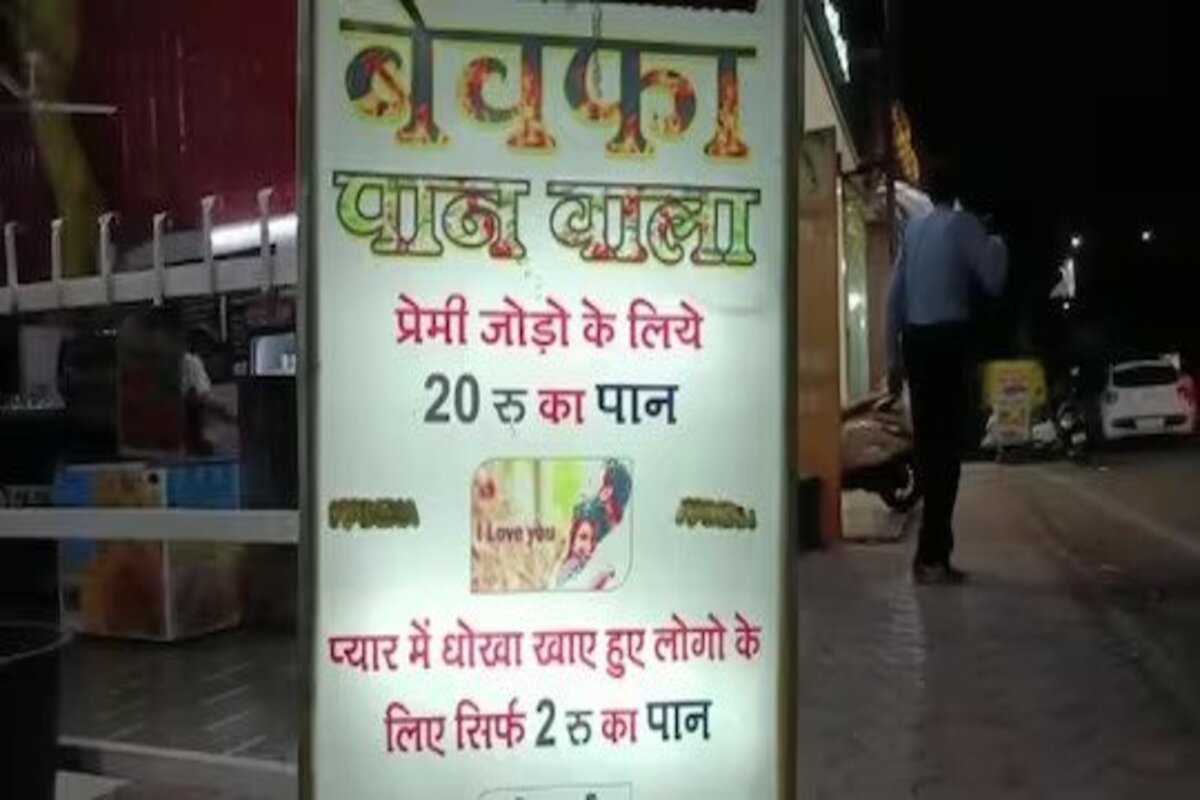 बेवफा
पान वाला
प्रेमी जोड़ो के लिये
20 रु का पान
I Love you
प्यार में धोखा खाए हुए लोगो के
लिए सिर्फ 2 रु का पान